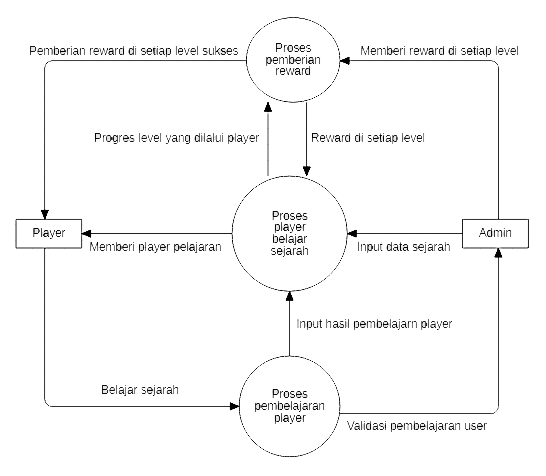 Pemberian reward di setiap level sukses
Proses
pemberian
reward
Memberi reward di setiap level
Progres level yang dilalui player
Reward di setiap level
Player
Memberi player pelajaran
Proses
player
belajar
sejarah
Input data sejarah
Admin
Input hasil pembelajarn player
Belajar sejarah
Proses
pembelajaran
player
Validasi pembelajaran user